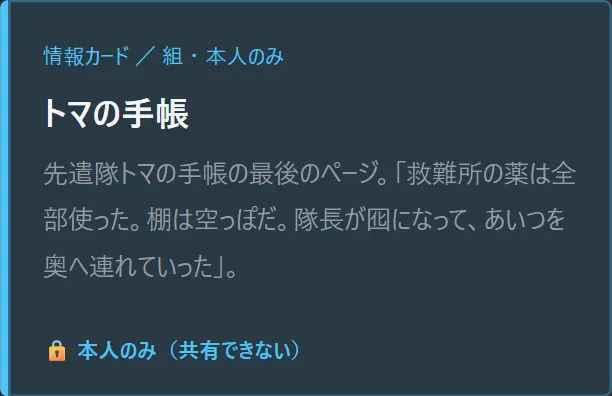 情報カード ／ 組 · 本人のみ
トマの手帳
先遣隊トマの手帳の最後のページ。「救難所の薬は全
部使った。棚は空っぽだ。隊長が囮になって、あいつを
奥へ連れていった」。
🔒 本人のみ（共有できない）